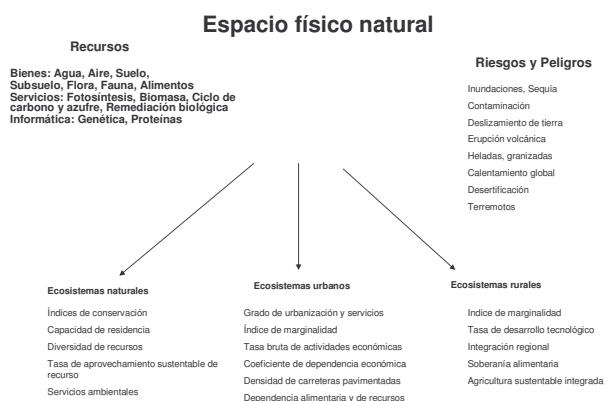 Espacio físico natural
Recursos
Bienes: Agua, Aire, Suelo,
Subsuelo, Flora, Fauna, Alimentos
Servicios: Fotosíntesis, Biomasa, Ciclo de
carbono y azufre, Remediación biológica
Informática: Genética, Proteínas
Riesgos y Peligros
Inundaciones, Sequía
Contaminación
Deslizamiento de tierra
Erupción volcánica
Heladas, granizadas
Calentamiento global
Desertificación
Terremotos
Ecosistemas naturales
Índices de conservación
Capacidad de residencia
Diversidad de recursos
Tasa de aprovechamiento sustentable de
recurso
Servicios ambientales
Ecosistemas urbanos
Grado de urbanización y servicios
Índice de marginalidad
Tasa bruta de actividades económicas
Coeficiente de dependencia económica
Densidad de carreteras pavimentadas
Dependencia alimentaria y de recursos
Ecosistemas rurales
Indice de marginalidad
Tasa de desarrollo tecnológico
Integración regional
Soberanía alimentaria
Agricultura sustentable integrada